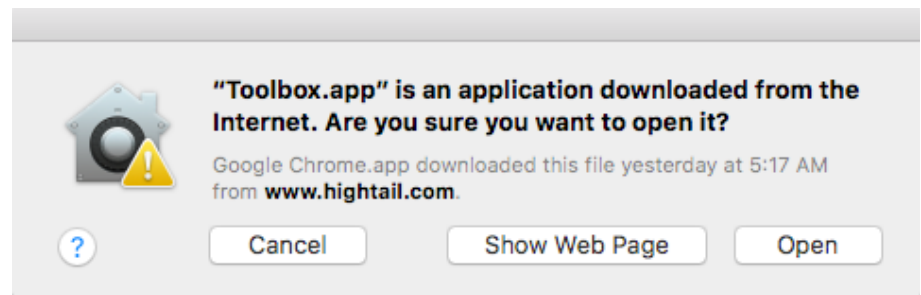 “Toolbox.app” is an application downloaded from the
Internet. Are you sure you want to open it?
Google Chrome.app downloaded this file yesterday at 5:17 AM
from www.hightail.com.
?
Cancel
Show Web Page
Open